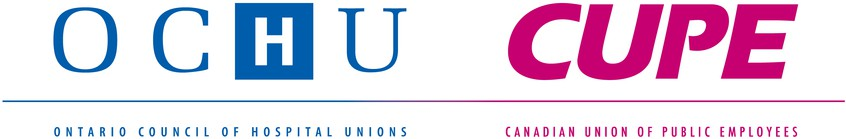 OCHU CUPE
ONTARIO COUNCIL OF HOSPITAL UNIONS CANADIAN UNION OF PUBLIC EMPLOYEES